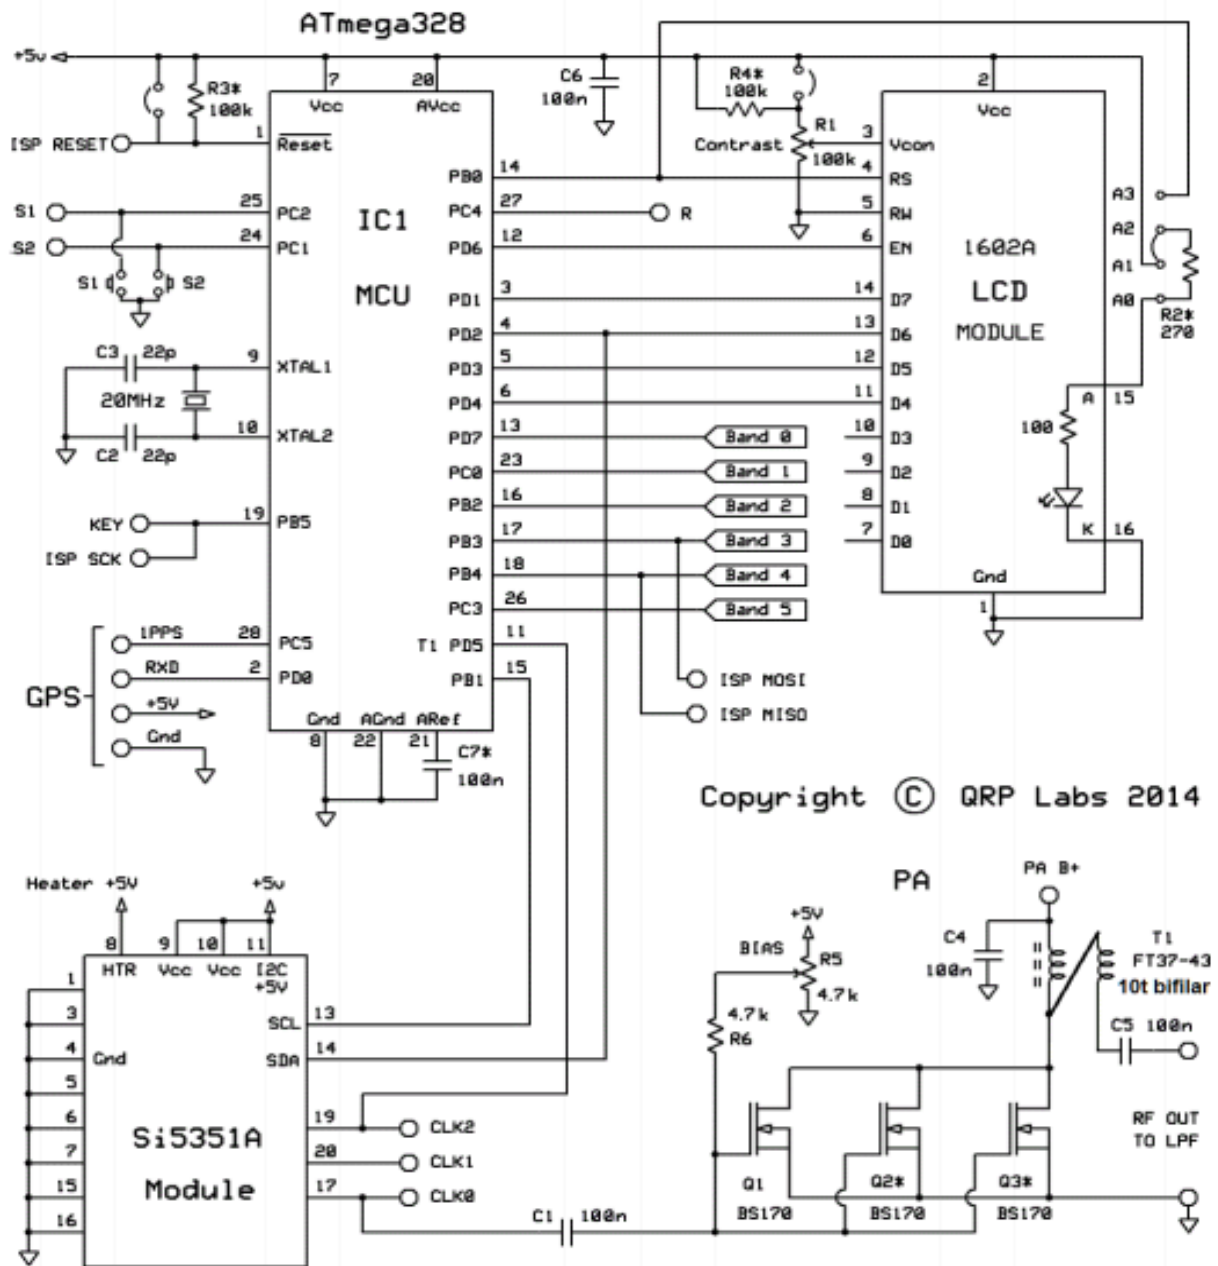 ATmega328
+5v
7
Vcc
20
AVcc
C6
100n
R3*
100k
R4*
100k
2
Vcc
ISP RESET
1
Reset
Contrast
R1
100k
3
Vcon
PB0
14
4
RS
A3
S1
25
PC2
IC1
PC4
27
R
5
RW
A2
S2
24
PC1
PD6
12
6
EN
1602A
A1
S1
S2
MCU
PD1
3
14
D7
LCD
A0
R2*
270
PD2
4
13
D6
MODULE
C3
22p
9
XTAL1
PD3
5
12
D5
20MHz
PD4
6
11
D4
A
15
C2
22p
10
XTAL2
PD7
13
Band 0
10
D3
100
PC0
23
Band 1
9
D2
PB2
16
Band 2
8
D1
KEY
19
PB5
PB3
17
Band 3
7
D0
K
16
ISP SCK
PB4
18
Band 4
Gnd
1
PC3
26
Band 5
GPS
1PPS
28
PC5
T1 PD5
11
RXD
2
PD0
PB1
15
ISP MOSI
+5V
ISP MISO
Gnd
Gnd
AGnd
ARef
8
22
21
C7*
100n
Copyright © QRP Labs 2014
Heater +5V
+5v
8
9
10
11
HTR
Vcc
Vcc
I2C
+5V
1
3
4
5
6
7
15
16
Gnd
SCL
13
SDA
14
Si5351A
Module
19
CLK2
20
CLK1
17
CLK0
C1
100n
PA
PA B+
+5V
BIAS
R5
4.7k
4.7k
R6
C4
100n
T1
FT37-43
10t bifilar
C5 100n
RF OUT
TO LPF
Q1
BS170
Q2*
BS170
Q3*
BS170